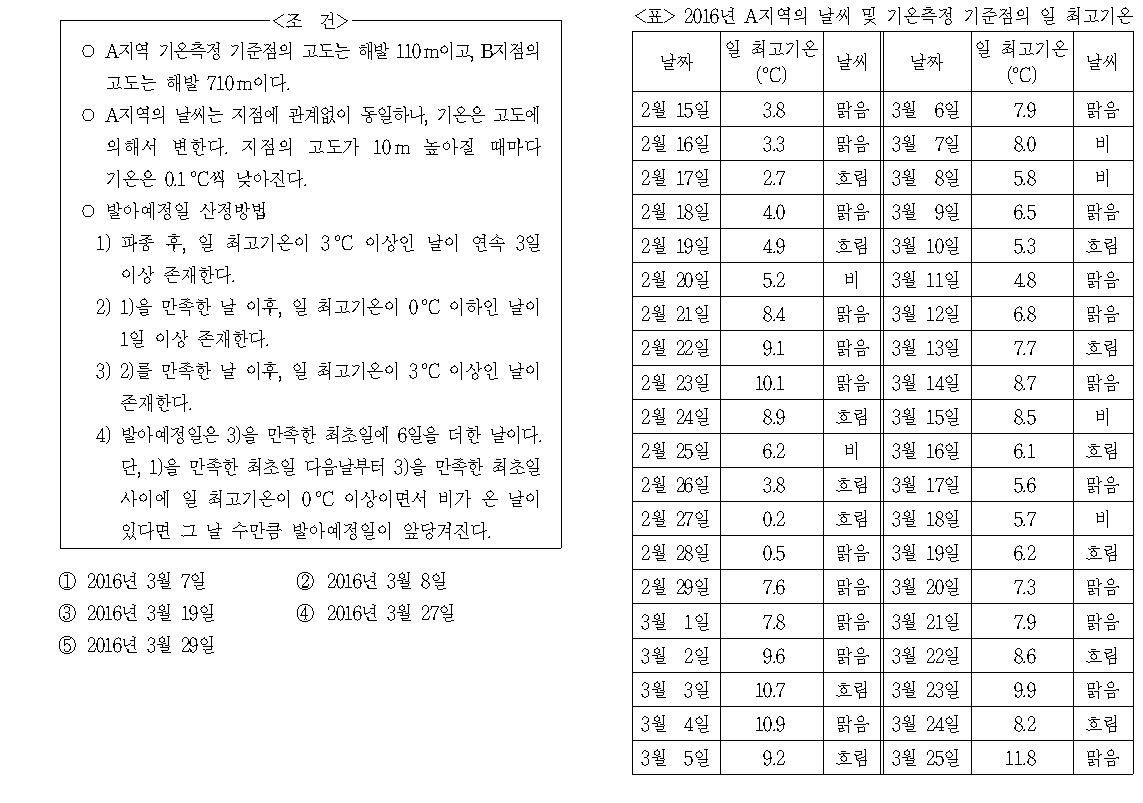 <조 건>
○ A지역 기온측정 기준점의 고도는 해발 110m이고, B지점의
고도는 해발 710m이다.
○ A지역의 날씨는 지점에 관계없이 동일하나, 기온은 고도에
의해서 변한다. 지점의 고도가 10m 높아질 때마다
기온은 0.1℃씩 낮아진다.
○ 발아예정일 산정방법
1) 파종 후, 일 최고기온이 3℃ 이상인 날이 연속 3일
이상 존재한다.
2) 1)을 만족한 날 이후, 일 최고기온이 0℃ 이하인 날이
1일 이상 존재한다.
3) 2)를 만족한 날 이후, 일 최고기온이 3℃ 이상인 날이
존재한다.
4) 발아예정일은 3)을 만족한 최초일에 6일을 더한 날이다.
단, 1)을 만족한 최초일 다음날부터 3)을 만족한 최초일
사이에 일 최고기온이 0℃ 이상이면서 비가 온 날이
있다면 그 날 수만큼 발아예정일이 앞당겨진다.
① 2016년 3월 7일 ② 2016년 3월 8일
③ 2016년 3월 19일 ④ 2016년 3월 27일
⑤ 2016년 3월 29일
<표> 2016년 A지역의 날씨 및 기온측정 기준점의 일 최고기온
날짜 일 최고기온 (℃) 날씨 날짜 일 최고기온 (℃) 날씨
2월 15일 3.8 맑음 3월 6일 7.9 맑음
2월 16일 3.3 맑음 3월 7일 8.0 비
2월 17일 2.7 흐림 3월 8일 5.8 비
2월 18일 4.0 맑음 3월 9일 6.5 맑음
2월 19일 4.9 흐림 3월 10일 5.3 흐림
2월 20일 5.2 비 3월 11일 4.8 맑음
2월 21일 8.4 맑음 3월 12일 6.8 맑음
2월 22일 9.1 맑음 3월 13일 7.7 흐림
2월 23일 10.1 맑음 3월 14일 8.7 맑음
2월 24일 8.9 흐림 3월 15일 8.5 비
2월 25일 6.2 비 3월 16일 6.1 흐림
2월 26일 3.8 흐림 3월 17일 5.6 맑음
2월 27일 0.2 흐림 3월 18일 5.7 비
2월 28일 0.5 맑음 3월 19일 6.2 흐림
2월 29일 7.6 맑음 3월 20일 7.3 맑음
3월 1일 7.8 맑음 3월 21일 7.9 맑음
3월 2일 9.6 맑음 3월 22일 8.6 흐림
3월 3일 10.7 흐림 3월 23일 9.9 맑음
3월 4일 10.9 맑음 3월 24일 8.2 흐림
3월 5일 9.2 흐림 3월 25일 11.8 맑음